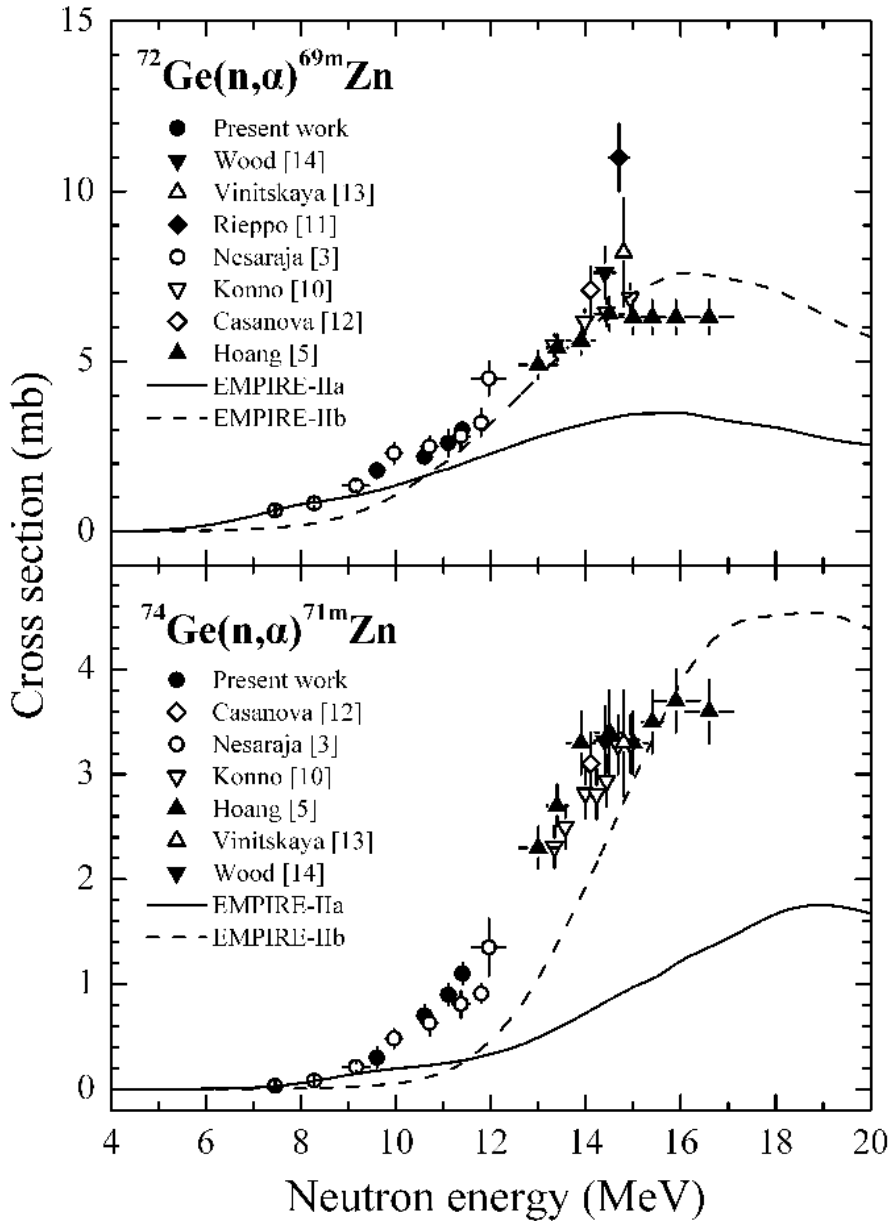 Cross section (mb)
15
10
5
0
⁷²Ge(n,α)⁶⁹ᵐZn
Present work
Wood [14]
Vinitskaya [13]
Rieppo [11]
Nesaraja [3]
Konno [10]
Casanova [12]
Hoang [5]
EMPIRE-IIa
EMPIRE-IIb
4
3
2
1
0
⁷⁴Ge(n,α)⁷¹ᵐZn
Present work
Casanova [12]
Nesaraja [3]
Konno [10]
Hoang [5]
Vinitskaya [13]
Wood [14]
EMPIRE-IIa
EMPIRE-IIb
4 6 8 10 12 14 16 18 20
Neutron energy (MeV)